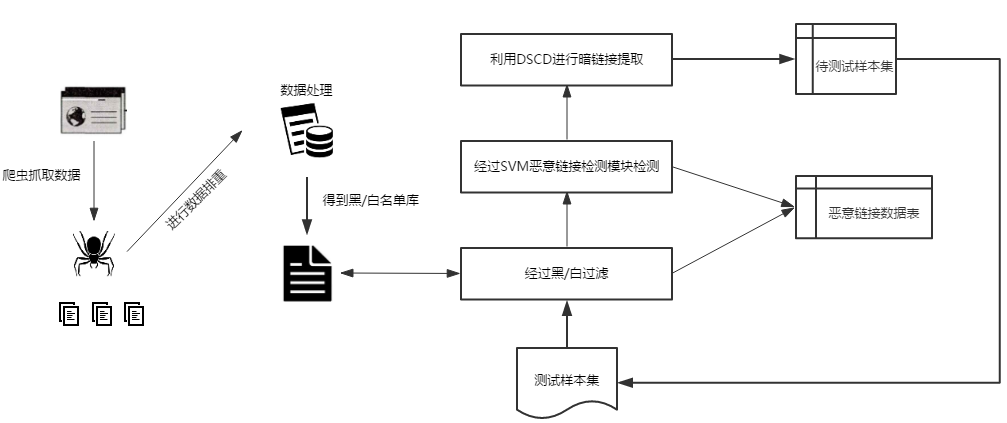 爬虫抓取数据
进行数据排重
数据处理
得到黑/白名单库
利用DSCD进行暗链接提取
待测试样本集
经过SVM恶意链接检测模块检测
恶意链接数据表
经过黑/白过滤
测试样本集